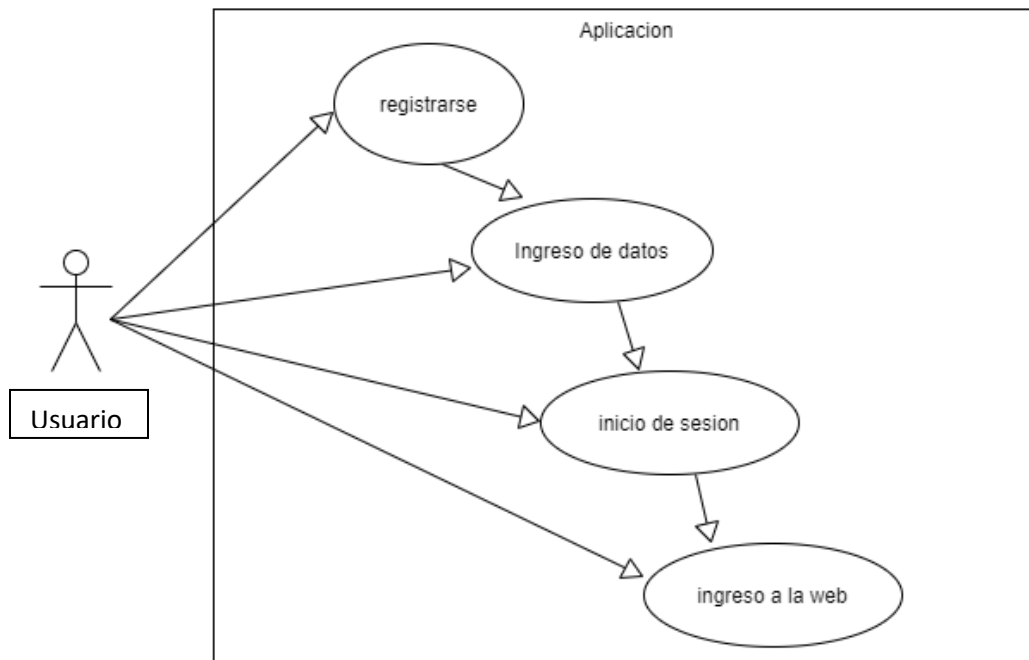 Aplicacion
registrarse
Ingreso de datos
Usuario
inicio de sesion
ingreso a la web